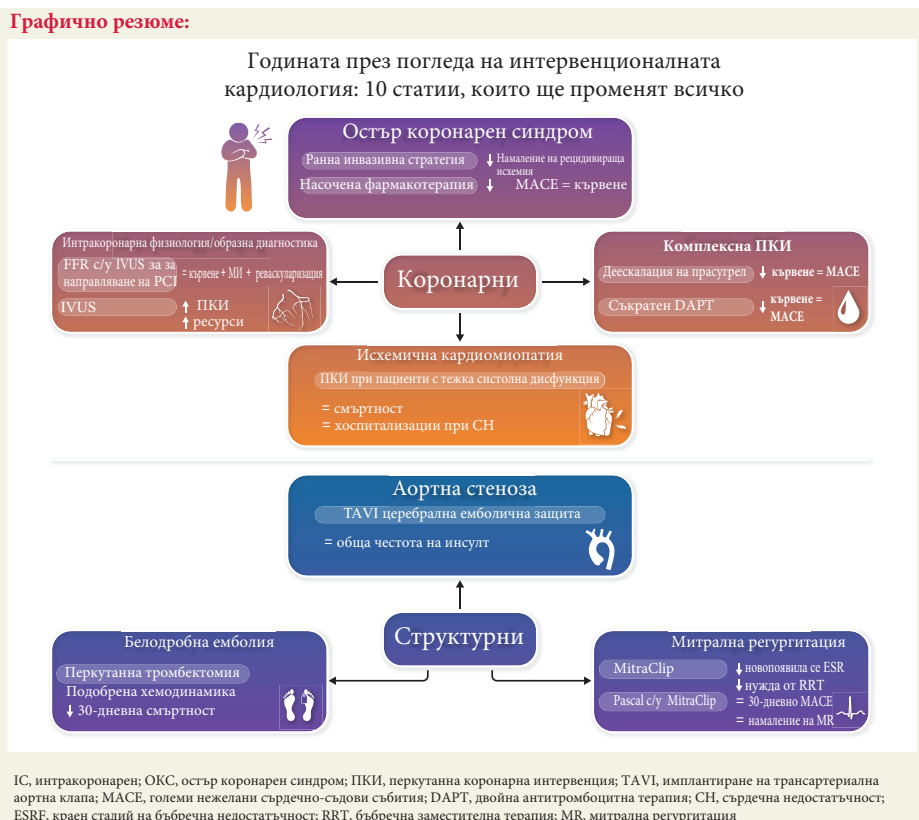 Графично резюме:
Годината през погледа на интервенционалната
кардиология: 10 статии, които ще променят всичко
Остър коронарен синдром
Ранна инвазивна стратегия ↓ Намаление на рецидивираща
исхемия
Насочена фармакотерапия ↓ MACE = кървене
Интракоронарна физиология/образна диагностика
FFR с/у IVUS за за
направляване на PCI
= кървене + МИ + реваскуларизация
IVUS ↑ ПКИ
↑ ресурси
Коронарни
Комплексна ПКИ
Деескалация на прасугрел ↓ кървене = MACE
Съкратен DAPT ↓ кървене =
MACE
Исхемична кардиомиопатия
ПКИ при пациенти с тежка систолна дисфункция
= смъртност
= хоспитализации при СН
Аортна стеноза
TAVI церебрална емболична защита
= обща честота на инсулт
Структурни
Белодробна емболия
Перкутанна тромбектомия
Подобрена хемодинамика
↓ 30-дневна смъртност
Митрална регургитация
MitraClip ↓ новопоявила се ESR
↓ нужда от RRT
Pascal с/у MitraClip = 30-дневно MACE
= намаление на MR
IC, интракоронарен; ОКС, остър коронарен синдром; ПКИ, перкутанна коронарна интервенция; TAVI, имплантиране на трансартериална
аортна клапа; MACE, големи нежелани сърдечно-съдови събития; DAPT, двойна антитромбоцитна терапия; СН, сърдечна недостатъчност;
ESRF, краен стадий на бъбречна недостатъчност; RRT, бъбречна заместителна терапия; MR, митрална регургитация